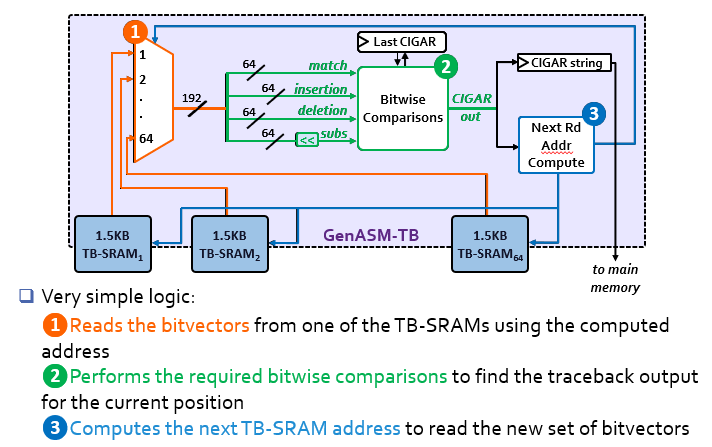 1
1
2
.
.
64
192
64
match
64
insertion
64
deletion
64
<<
subs
Last CIGAR
2
Bitwise
Comparisons
CIGAR
out
CIGAR string
3
Next Rd
Addr
Compute
1.5KB
TB-SRAM1
1.5KB
TB-SRAM2
GenASM-TB
1.5KB
TB-SRAM64
to main
memory
Very simple logic:
1 Reads the bitvectors from one of the TB-SRAMs using the computed
address
2 Performs the required bitwise comparisons to find the traceback output
for the current position
3 Computes the next TB-SRAM address to read the new set of bitvectors